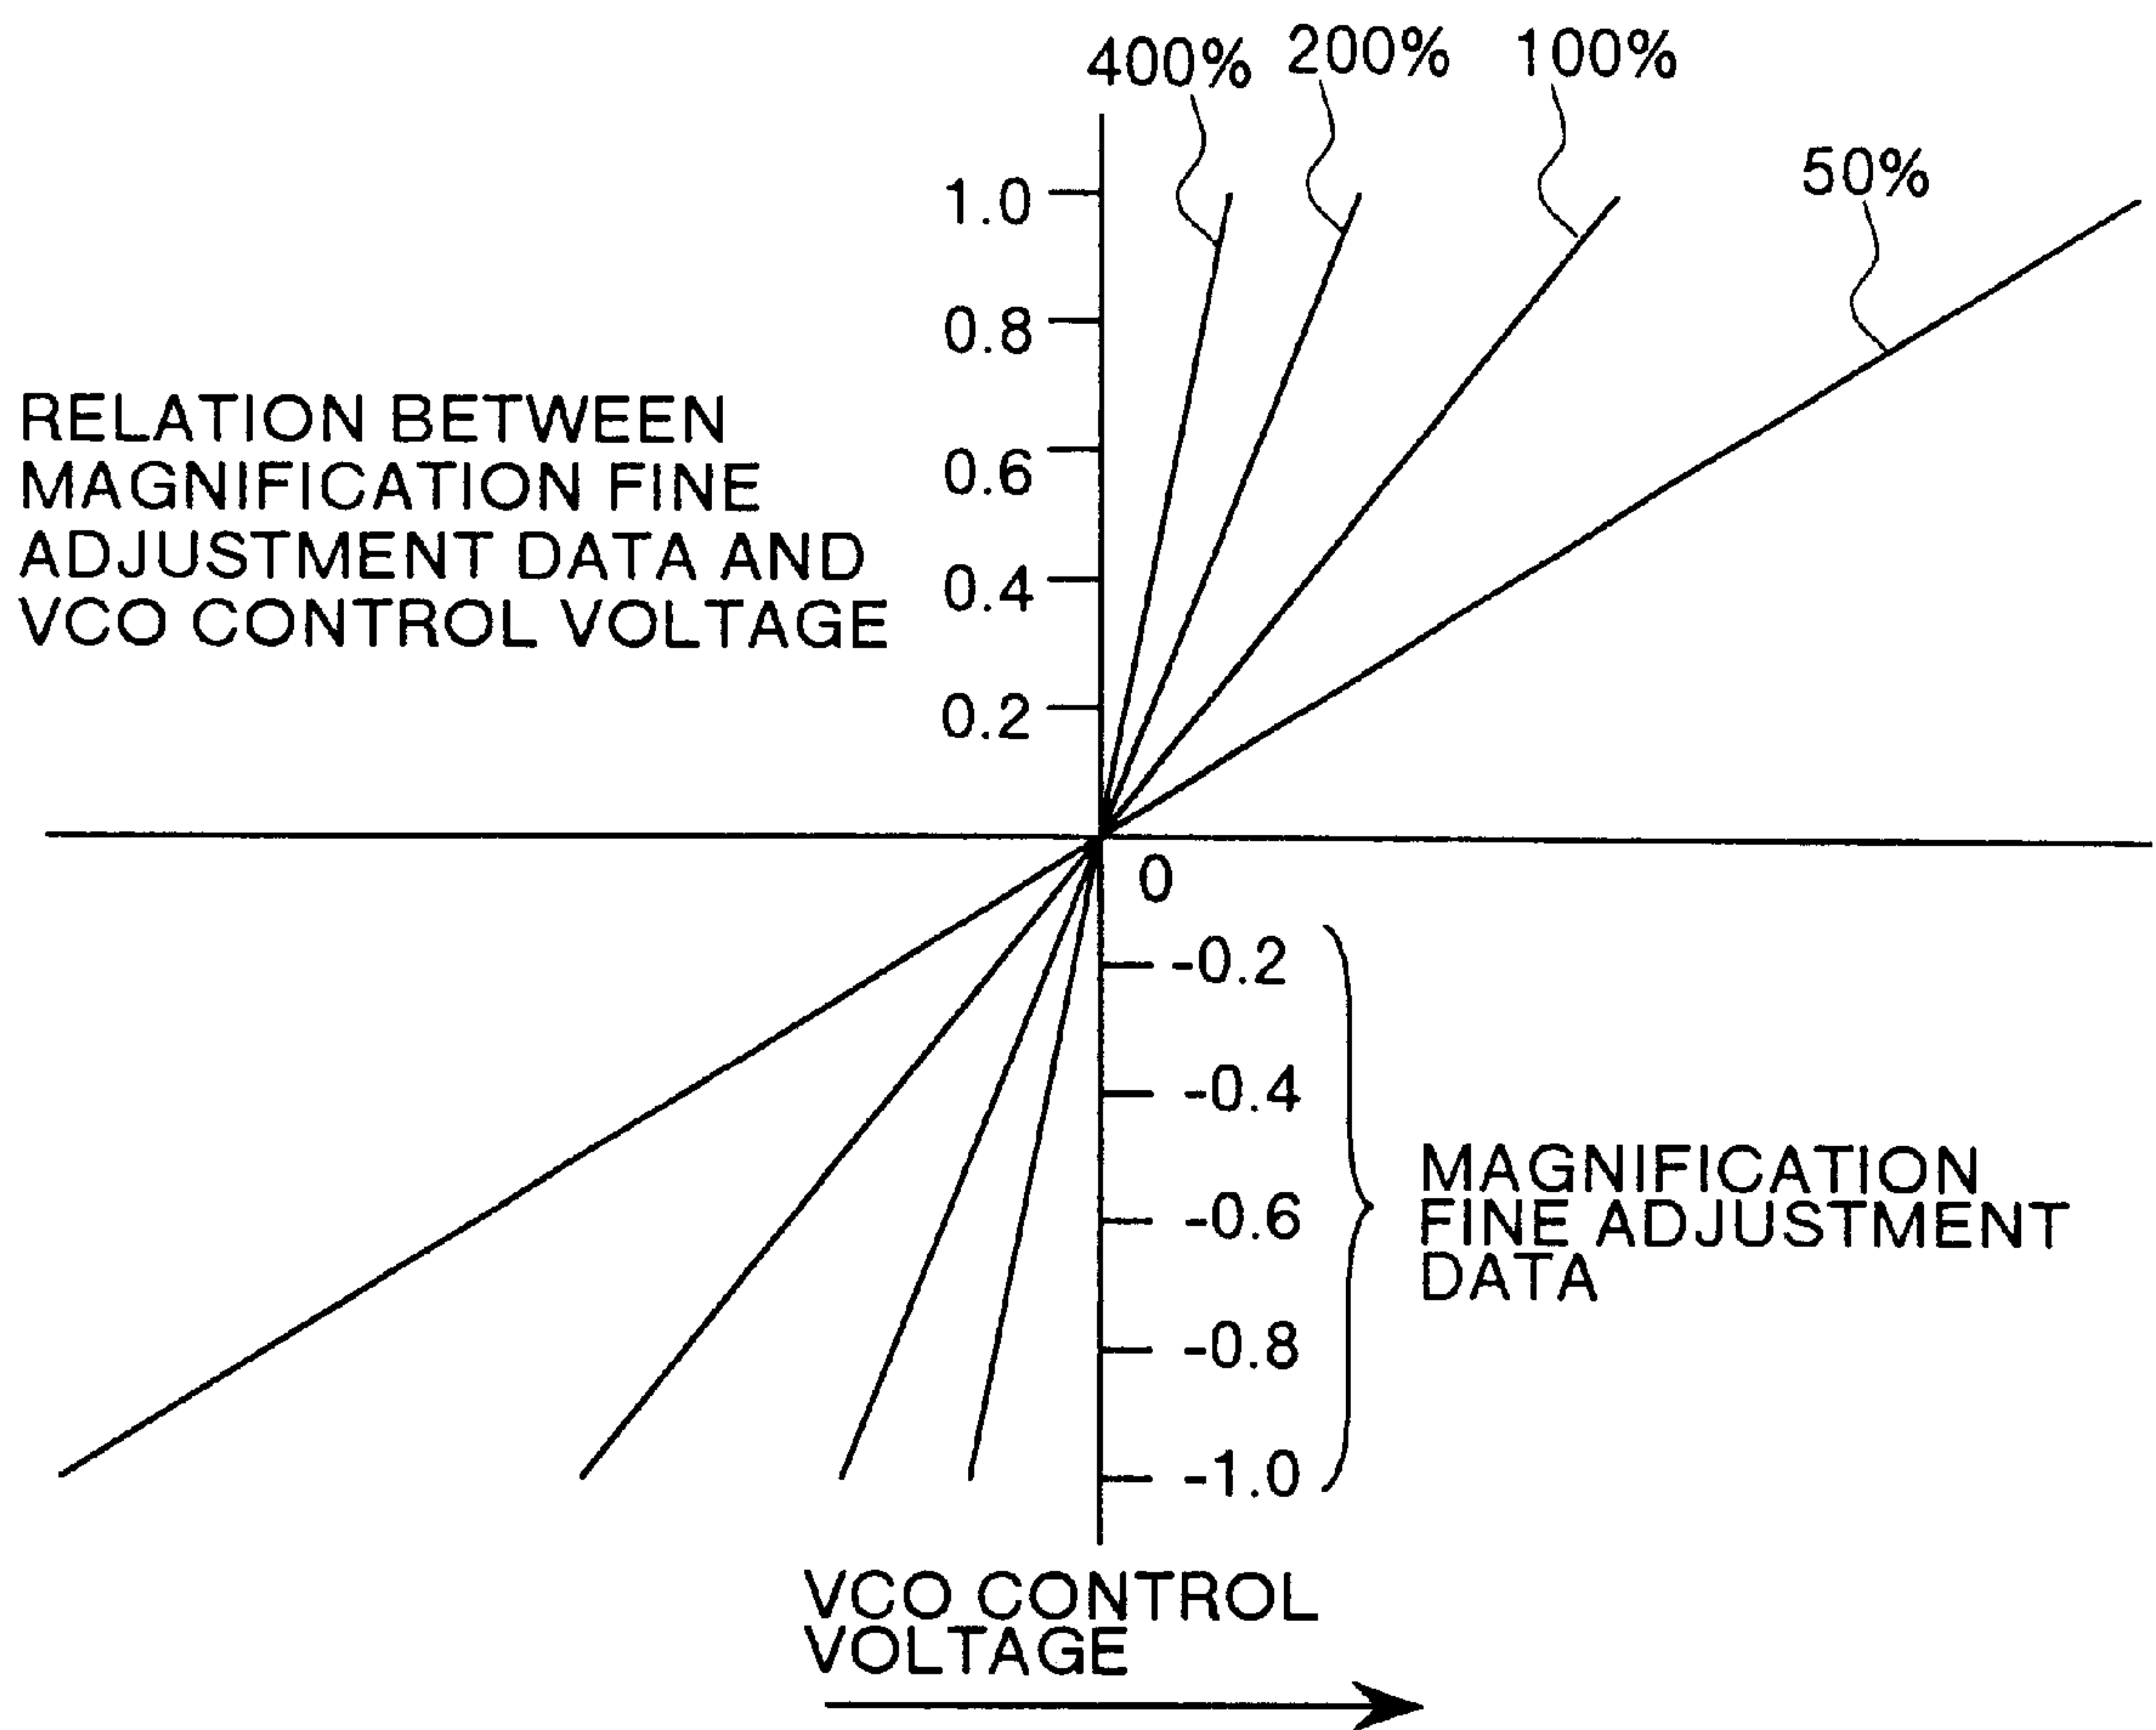 400% 200% 100%
50%
1.0
0.8
RELATION BETWEEN
MAGNIFICATION FINE
ADJUSTMENT DATA AND
VCO CONTROL VOLTAGE
0.6
0.4
0.2
0
-0.2
-0.4
-0.6
-0.8
-1.0
MAGNIFICATION
FINE ADJUSTMENT
DATA
VCO CONTROL
VOLTAGE